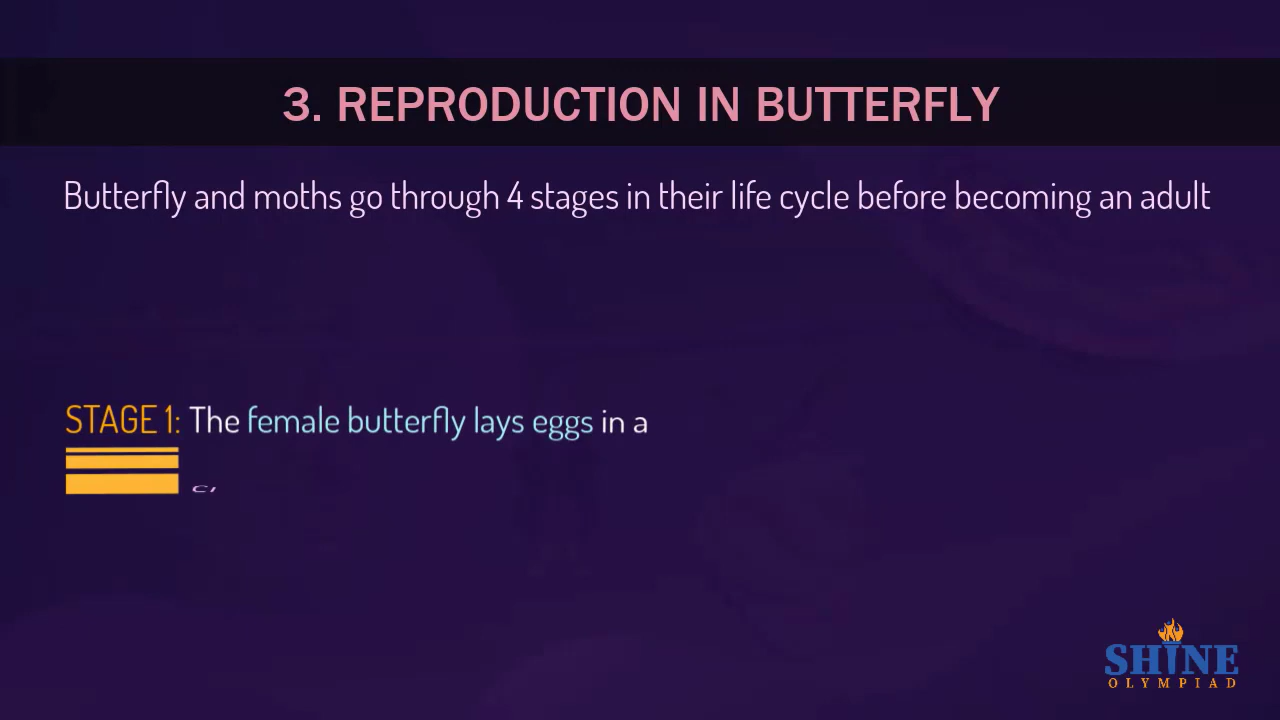 3. REPRODUCTION IN BUTTERFLY
Butterfly and moths go through 4 stages in their life cycle before becoming an adult
STAGE 1: The female butterfly lays eggs in a
SHINE
OLYMPIAD